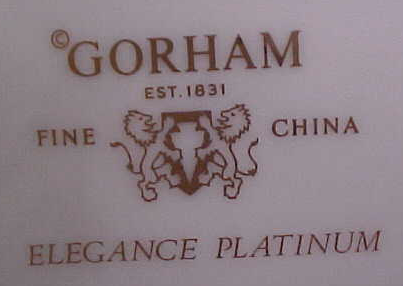 © GORHAM
EST. 1831
FINE CHINA
ELEGANCE PLATINUM